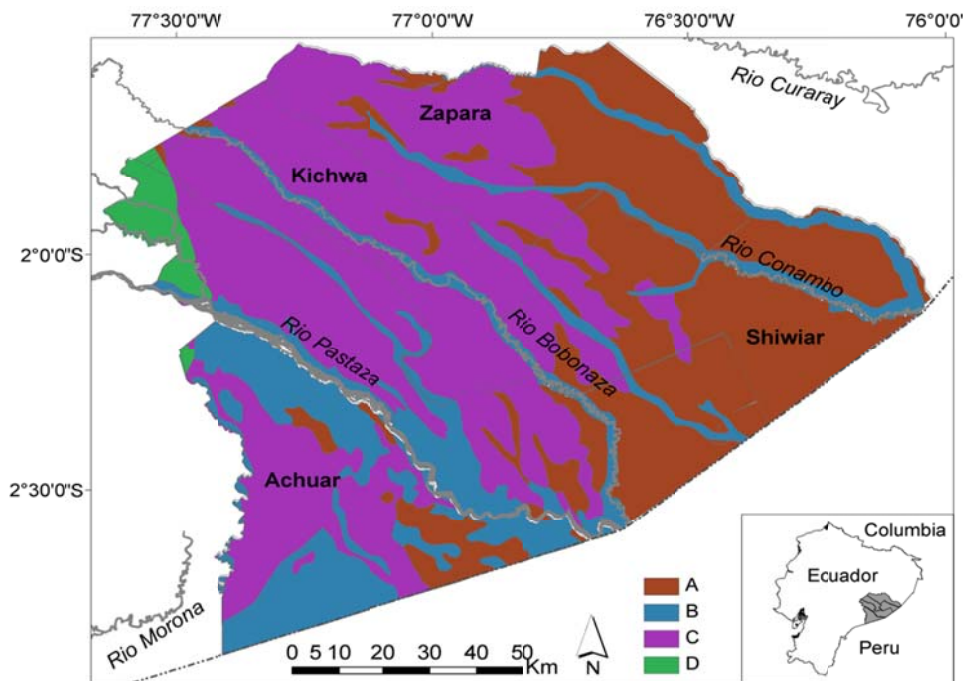 77°30'0"W 77°0'0"W 76°30'0"W 76°0'0"
Rio Curaray
Zapara
Kichwa
2°0'0"S
Rio Conambo
Rio Pastaza
Rio Bobonaza
Shiwiar
Achuar
2°30'0"S
Rio Morona
A
B
C
D
N
0 5 10 20 30 40 50
Km
Columbia
Ecuador
Peru